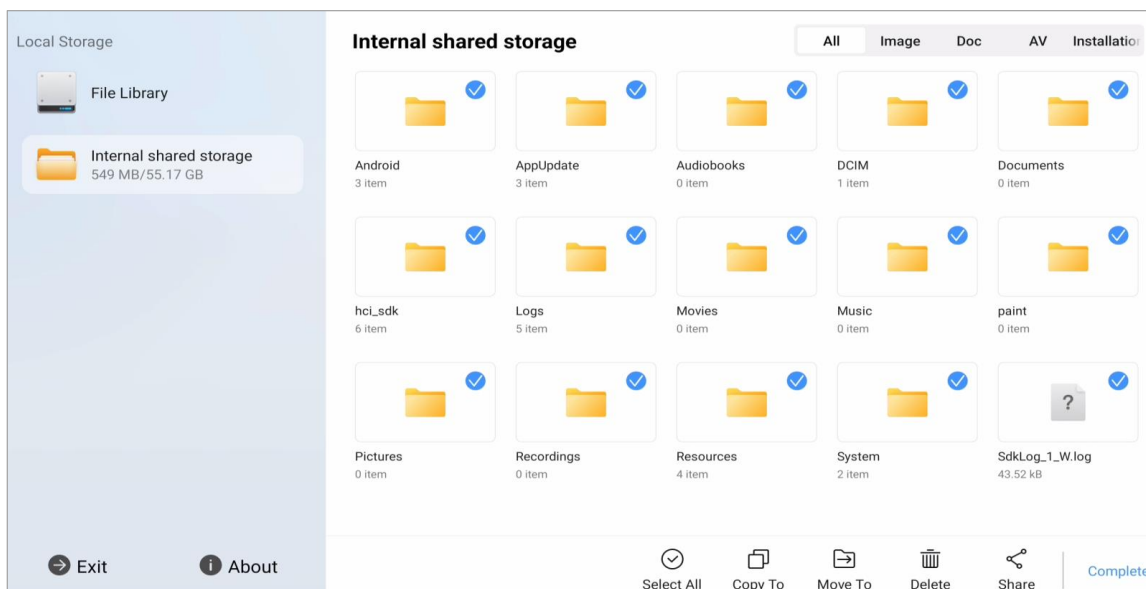 Local Storage
File Library
Internal shared storage
549 MB/55.17 GB
Exit
About
Internal shared storage
All Image Doc AV Installatio
Android AppUpdate Audiobooks DCIM Documents
3 item 3 item 0 item 1 item 0 item
hci_sdk Logs Movies Music paint
6 item 5 item 0 item 0 item 0 item
Pictures Recordings Resources System SdkLog_1_W.log
0 item 0 item 4 item 2 item 43.52 kB
Select All Copy To Move To Delete Share Complete